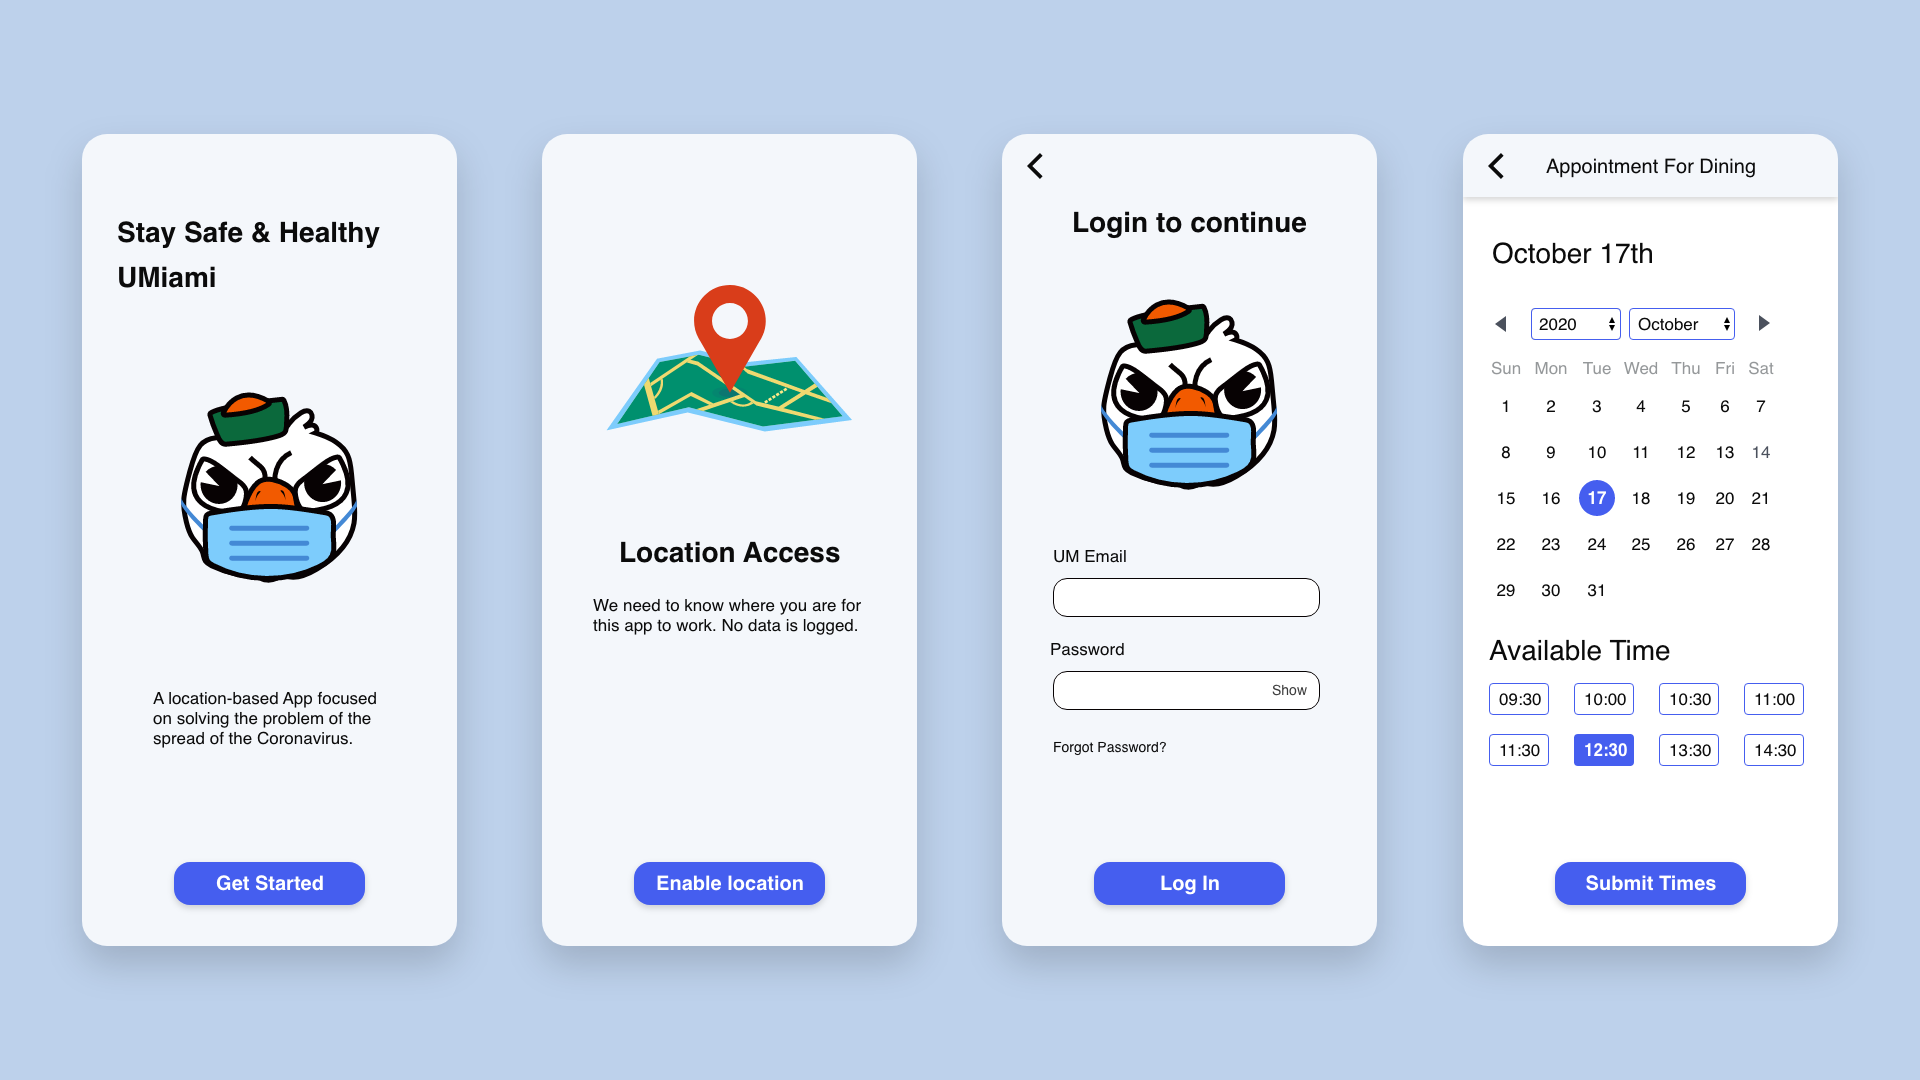 Stay Safe & Healthy
UMiami
A location-based App focused
on solving the problem of the
spread of the Coronavirus.
Get Started
Location Access
We need to know where you are for
this app to work. No data is logged.
Enable location
Login to continue
UM Email
Password
Show
Forgot Password?
Log In
Appointment For Dining
October 17th
2020 October
Sun Mon Tue Wed Thu Fri Sat
1 2 3 4 5 6 7
8 9 10 11 12 13 14
15 16 17 18 19 20 21
22 23 24 25 26 27 28
29 30 31
Available Time
09:30 10:00 10:30 11:00
11:30 12:30 13:30 14:30
Submit Times